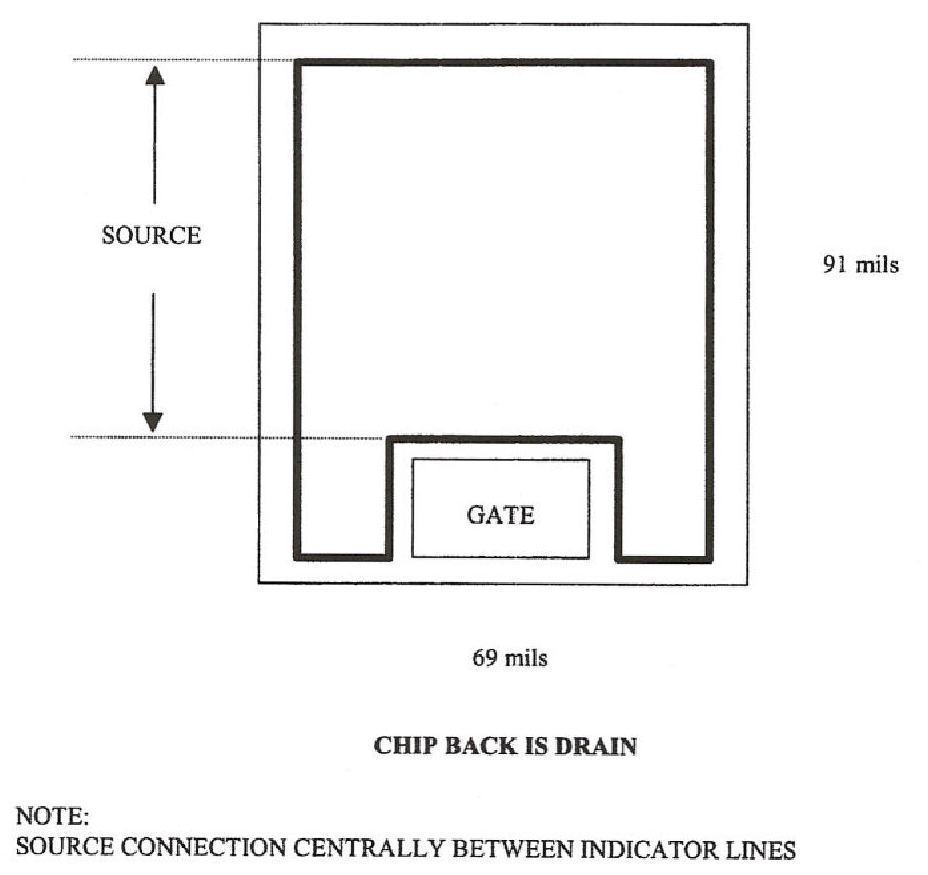 SOURCE
91 mils
GATE
69 mils
CHIP BACK IS DRAIN
NOTE:
SOURCE CONNECTION CENTRALLY BETWEEN INDICATOR LINES